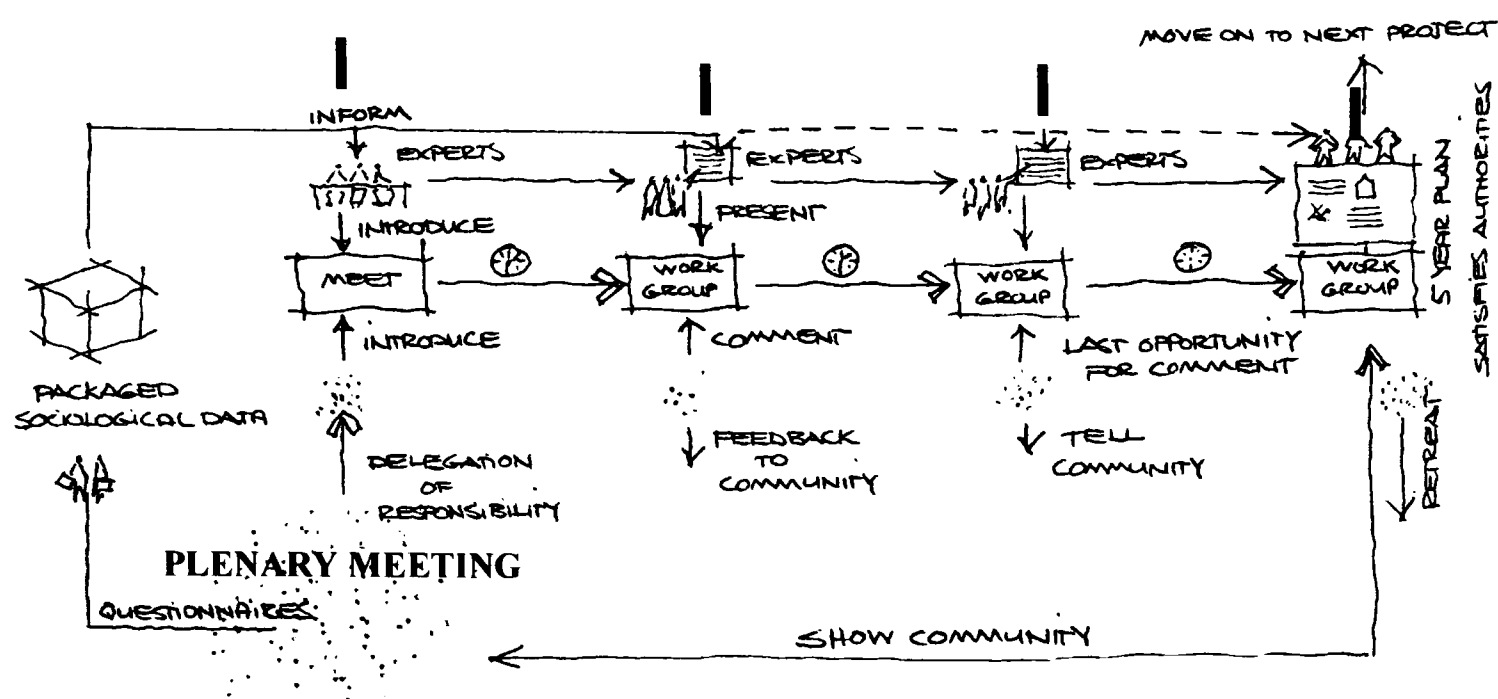 MOVE ON TO NEXT PROJECT
INFORM
EXPERTS
EXPERTS
EXPERTS
INTRODUCE
PRESENT
MEET
WORK
GROUP
WORK
GROUP
WORK
GROUP
5 YEAR PLAN
SATISFIES AUTHORITIES
INTRODUCE
COMMENT
LAST OPPORTUNITY
FOR COMMENT
PACKAGED
SOCIOLOGICAL DATA
DELEGATION
OF
RESPONSIBILITY
FEEDBACK
TO
COMMUNITY
TELL
COMMUNITY
RETREAT
PLENARY MEETING
QUESTIONNAIRES
SHOW COMMUNITY